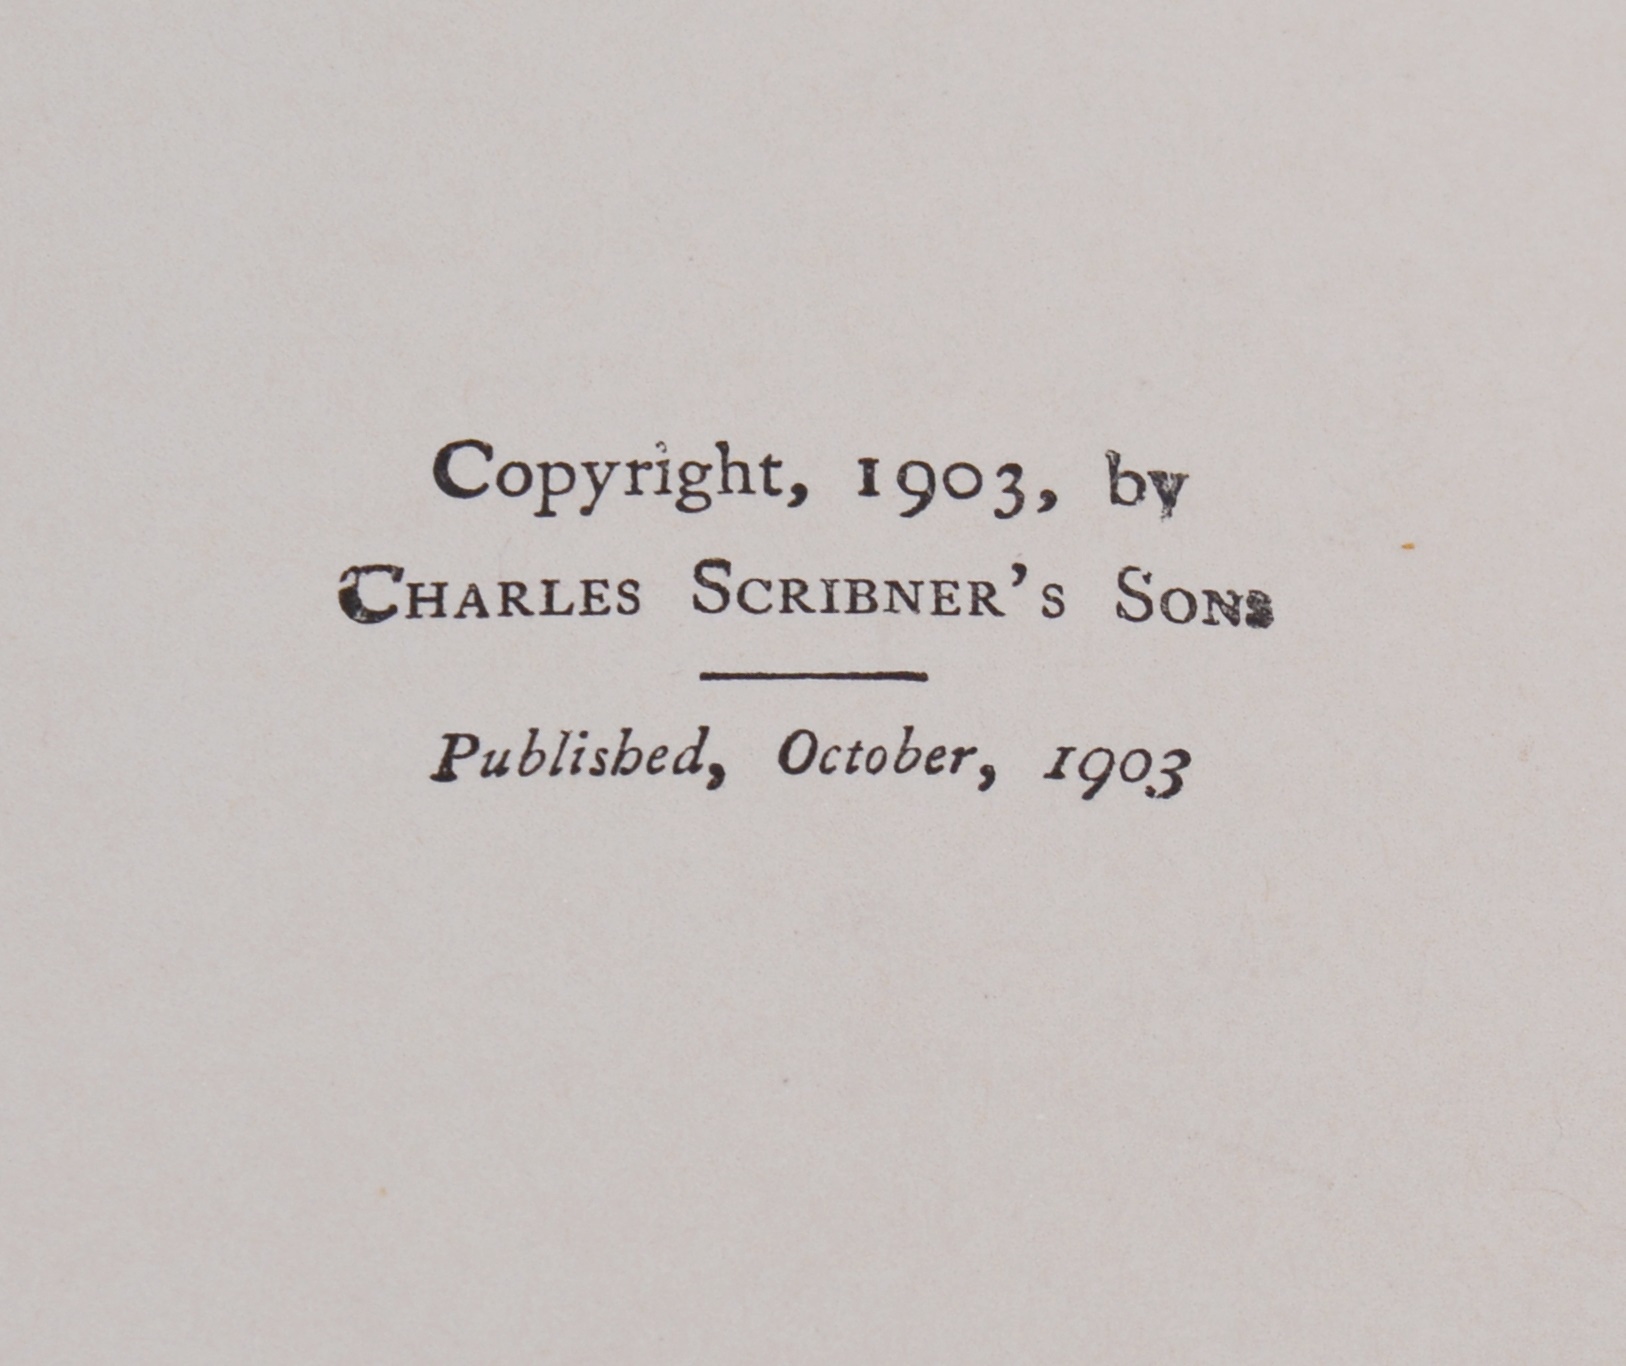 Copyright, 1903, by
CHARLES SCRIBNER'S SONS
Published, October, 1903